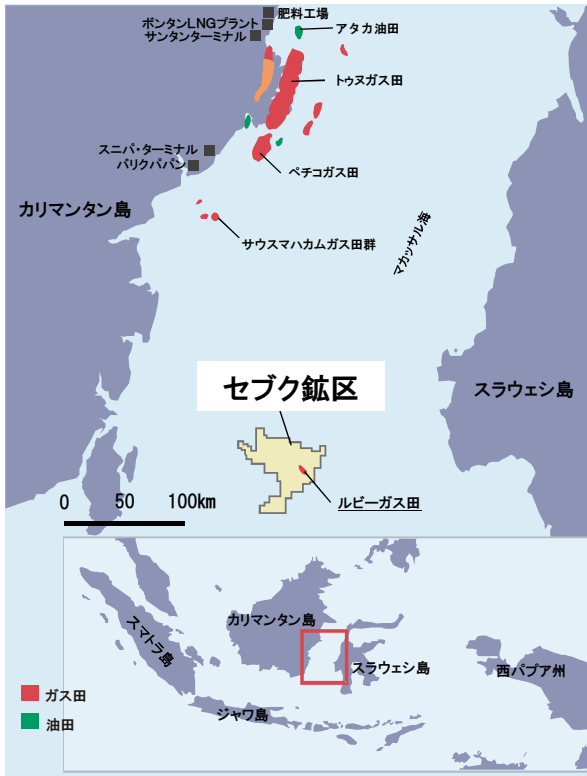 肥料工場
ボンタンLNGプラント
サンタンターミナル
アタカ油田
トゥヌガス田
スニパ・ターミナル
バリクパパン
ペチコガス田
カリマンタン島
サウスマハカムガス田群
マカッサル海
セブク鉱区
スラウェシ島
0 50 100km
ルビーガス田
カリマンタン島
スマトラ島
スラウェシ島
西パプア州
ガス田
ジャワ島
油田